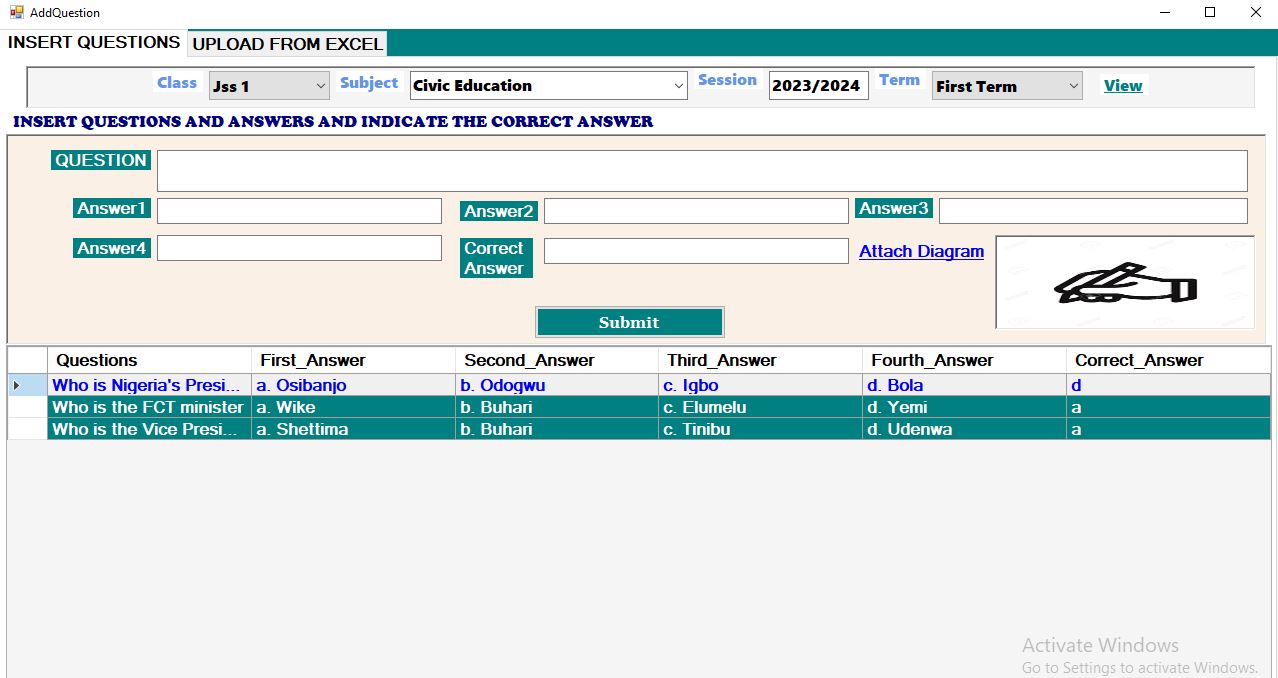 AddQuestion
INSERT QUESTIONS UPLOAD FROM EXCEL
Class Jss 1 Subject Civic Education Session 2023/2024 Term First Term View
INSERT QUESTIONS AND ANSWERS AND INDICATE THE CORRECT ANSWER
QUESTION
Answer1 Answer2 Answer3
Answer4 Correct Answer Attach Diagram
Submit
Questions First_Answer Second_Answer Third_Answer Fourth_Answer Correct_Answer
Who is Nigeria's Presi... a. Osibanjo b. Odogwu c. Igbo d. Bola d
Who is the FCT minister a. Wike b. Buhari c. Elumelu d. Yemi a
Who is the Vice Presi... a. Shettima b. Buhari c. Tinibu d. Udenwa a
Activate Windows
Go to Settings to activate Windows.